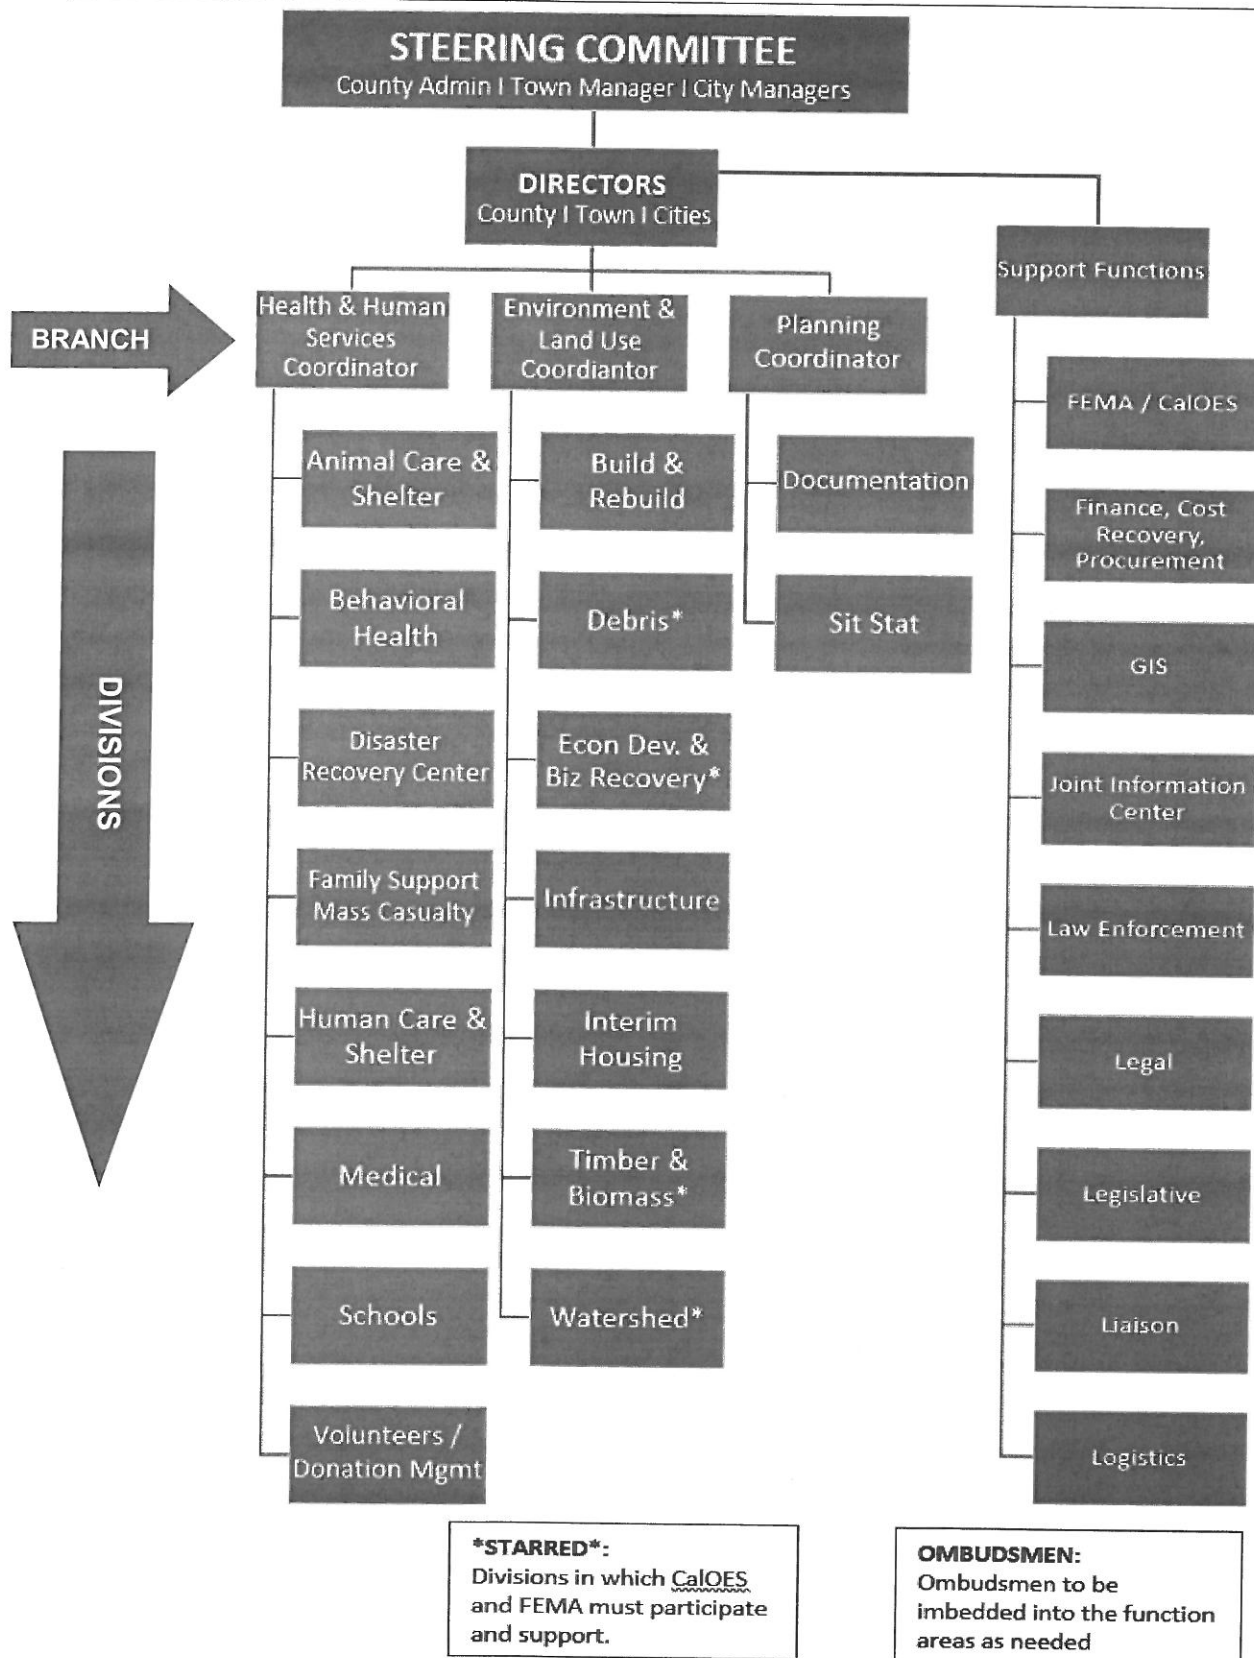 STEERING COMMITTEE
County Admin I Town Manager I City Managers
DIRECTORS
County I Town I Cities
Support Functions
BRANCH
Health & Human
Services
Coordinator
Environment &
Land Use
Coordiantor
Planning
Coordinator
DIVISIONS
Animal Care &
Shelter
Behavioral
Health
Disaster
Recovery Center
Family Support
Mass Casualty
Human Care &
Shelter
Medical
Schools
Volunteers /
Donation Mgmt
Build &
Rebuild
Debris*
Econ Dev. &
Biz Recovery*
Infrastructure
Interim
Housing
Timber &
Biomass*
Watershed*
Documentation
Sit Stat
FEMA / CalOES
Finance, Cost
Recovery,
Procurement
GIS
Joint Information
Center
Law Enforcement
Legal
Legislative
Liaison
Logistics
*STARRED*:
Divisions in which CalOES
and FEMA must participate
and support.
OMBUDSMEN:
Ombudsmen to be
imbedded into the function
areas as needed